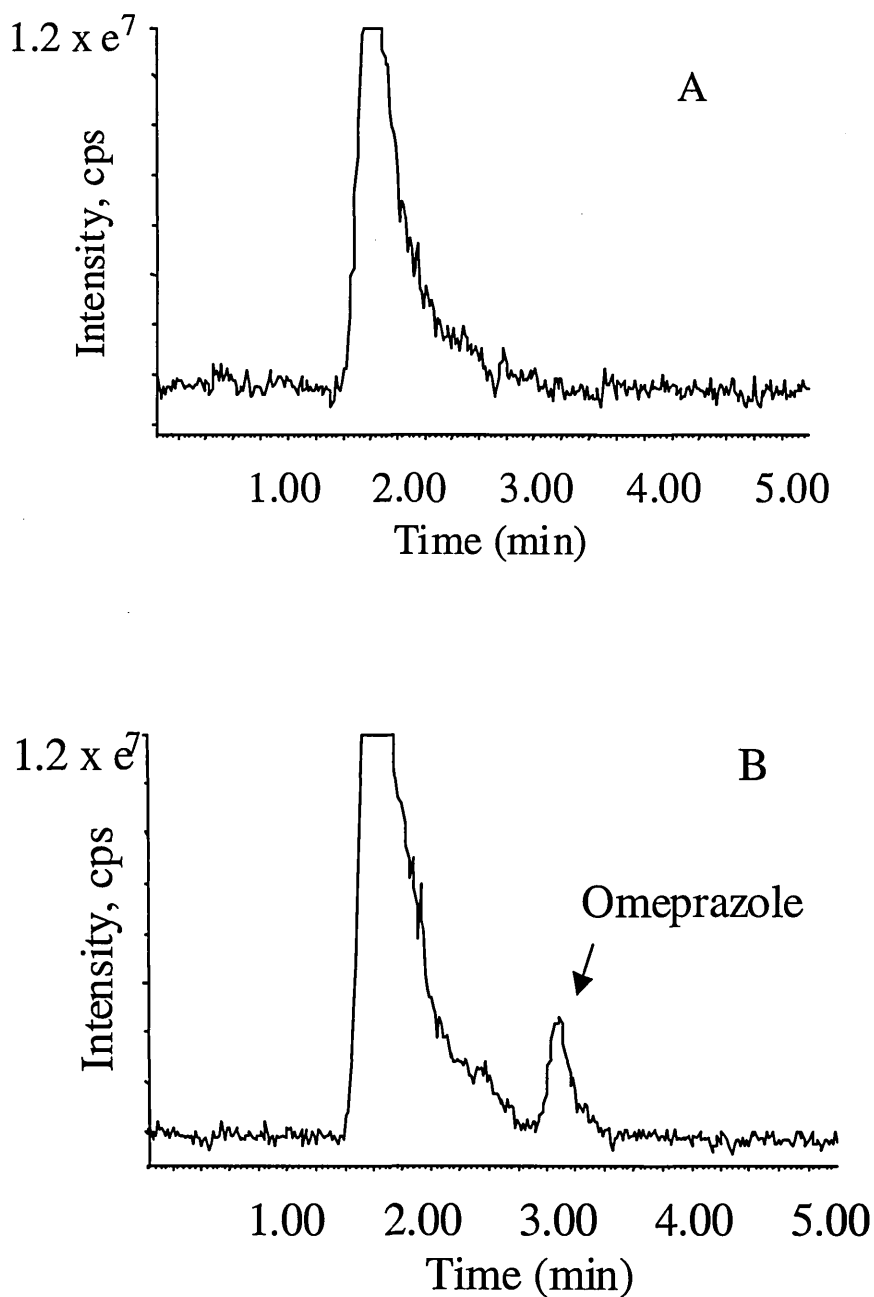 1.2 x e7
A
Intensity, cps
1.00 2.00 3.00 4.00 5.00
Time (min)
1.2 x e7
B
Omeprazole
Intensity, cps
1.00 2.00 3.00 4.00 5.00
Time (min)